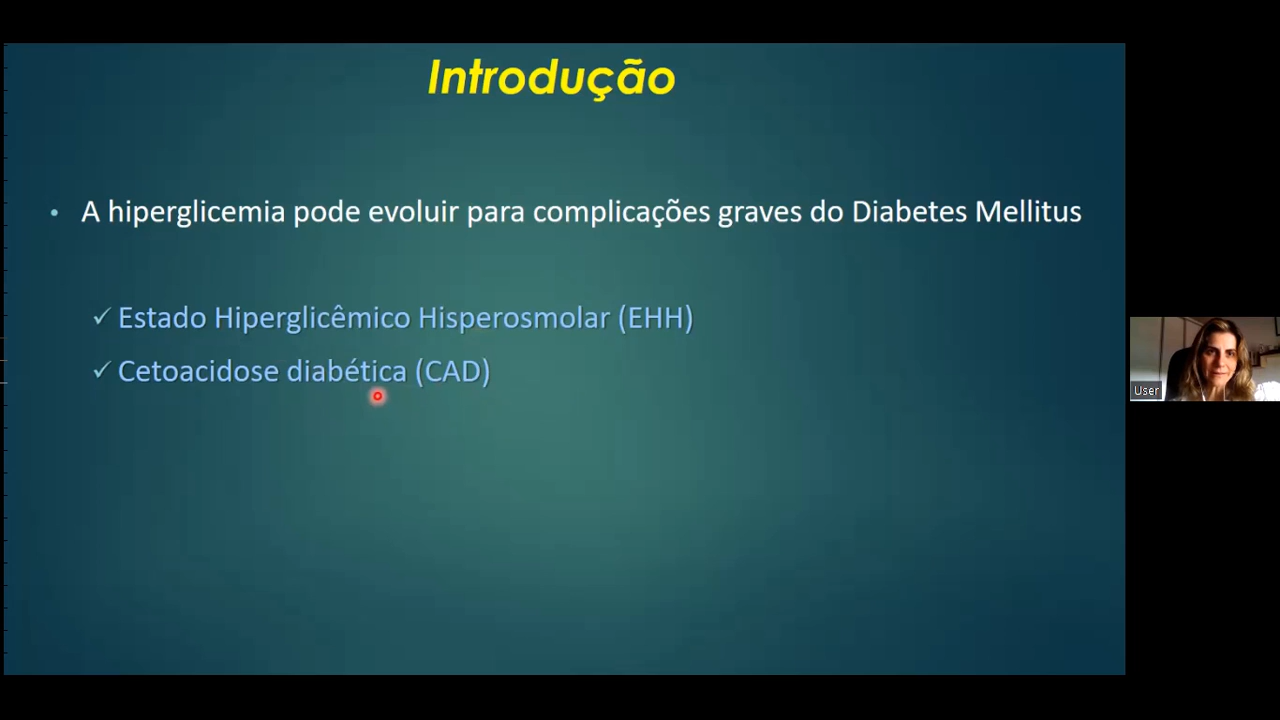 Introdução
• A hiperglicemia pode evoluir para complicações graves do Diabetes Mellitus
✓ Estado Hiperglicêmico Hisperosmolar (EHH)
✓ Cetoacidose diabética (CAD)
User